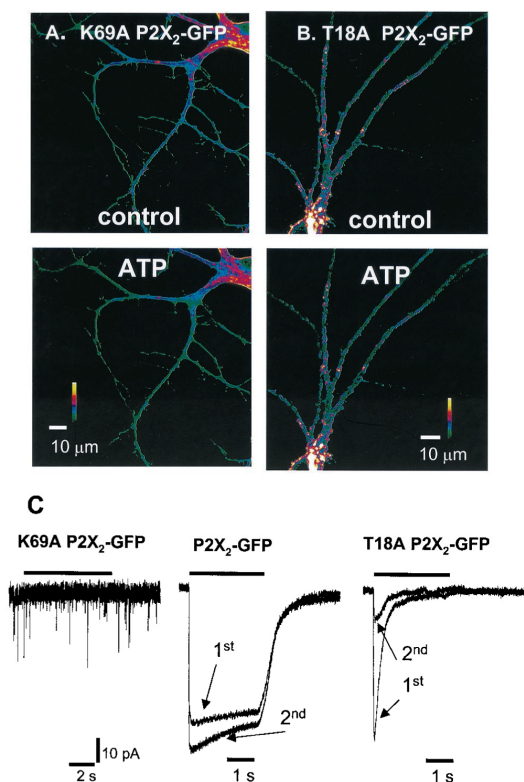 A. K69A P2X₂-GFP
B. T18A P2X₂-GFP
control
control
ATP
ATP
10 μm
10 μm
C
K69A P2X₂-GFP
P2X₂-GFP
T18A P2X₂-GFP
1st
2nd
2nd
1st
10 pA
2 s
1 s
1 s